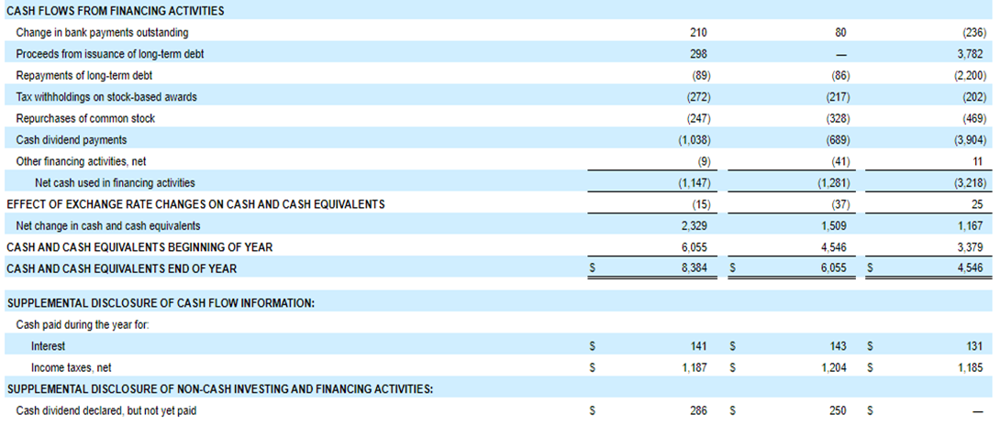 CASH FLOWS FROM FINANCING ACTIVITIES
Change in bank payments outstanding 210 80 (236)
Proceeds from issuance of long-term debt 298 — 3,782
Repayments of long-term debt (89) (86) (2,200)
Tax withholdings on stock-based awards (272) (217) (202)
Repurchases of common stock (247) (328) (469)
Cash dividend payments (1,038) (689) (3,904)
Other financing activities, net (9) (41) 11
Net cash used in financing activities (1,147) (1,281) (3,218)
EFFECT OF EXCHANGE RATE CHANGES ON CASH AND CASH EQUIVALENTS (15) (37) 25
Net change in cash and cash equivalents 2,329 1,509 1,167
CASH AND CASH EQUIVALENTS BEGINNING OF YEAR 6,055 4,546 3,379
CASH AND CASH EQUIVALENTS END OF YEAR $ 8,384 $ 6,055 $ 4,546
SUPPLEMENTAL DISCLOSURE OF CASH FLOW INFORMATION:
Cash paid during the year for:
Interest $ 141 $ 143 $ 131
Income taxes, net $ 1,187 $ 1,204 $ 1,185
SUPPLEMENTAL DISCLOSURE OF NON-CASH INVESTING AND FINANCING ACTIVITIES:
Cash dividend declared, but not yet paid $ 286 $ 250 $ —